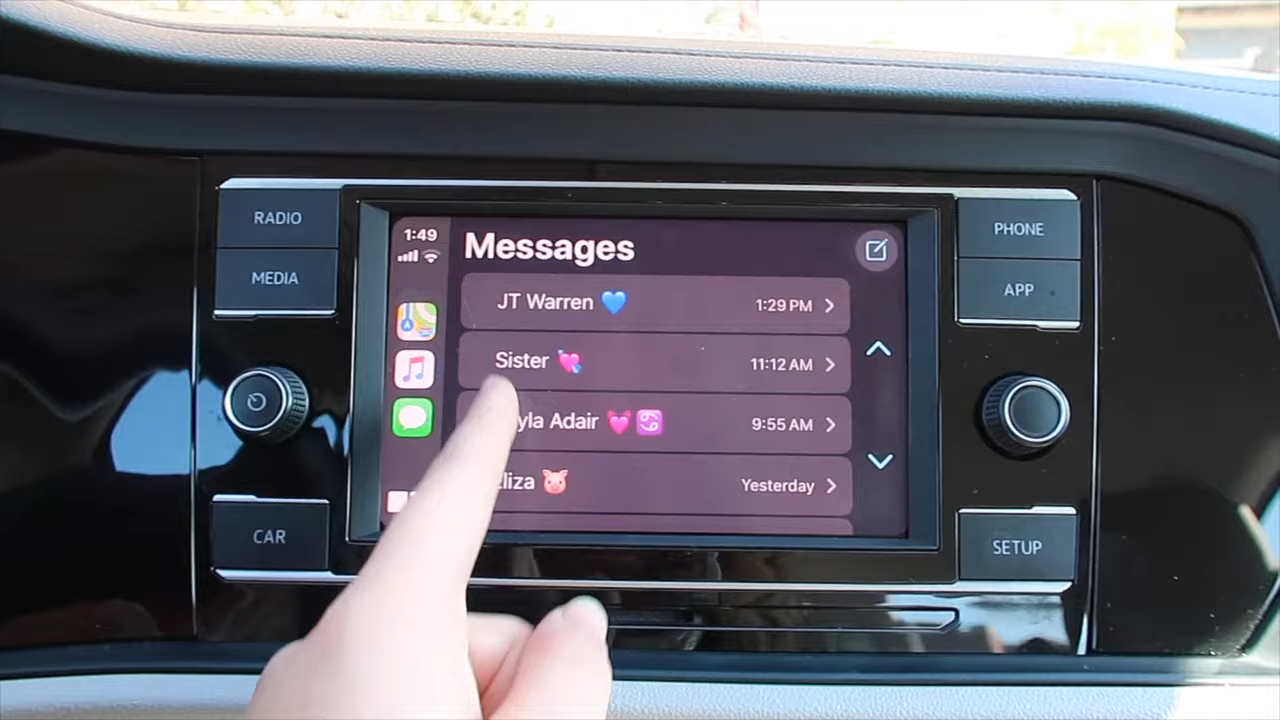 RADIO
MEDIA
CAR
1:49
Messages
JT Warren 💙 1:29 PM
Sister 💘 11:12 AM
Adair 💓 ♋ 9:55 AM
🐷 Yesterday
PHONE
APP
SETUP